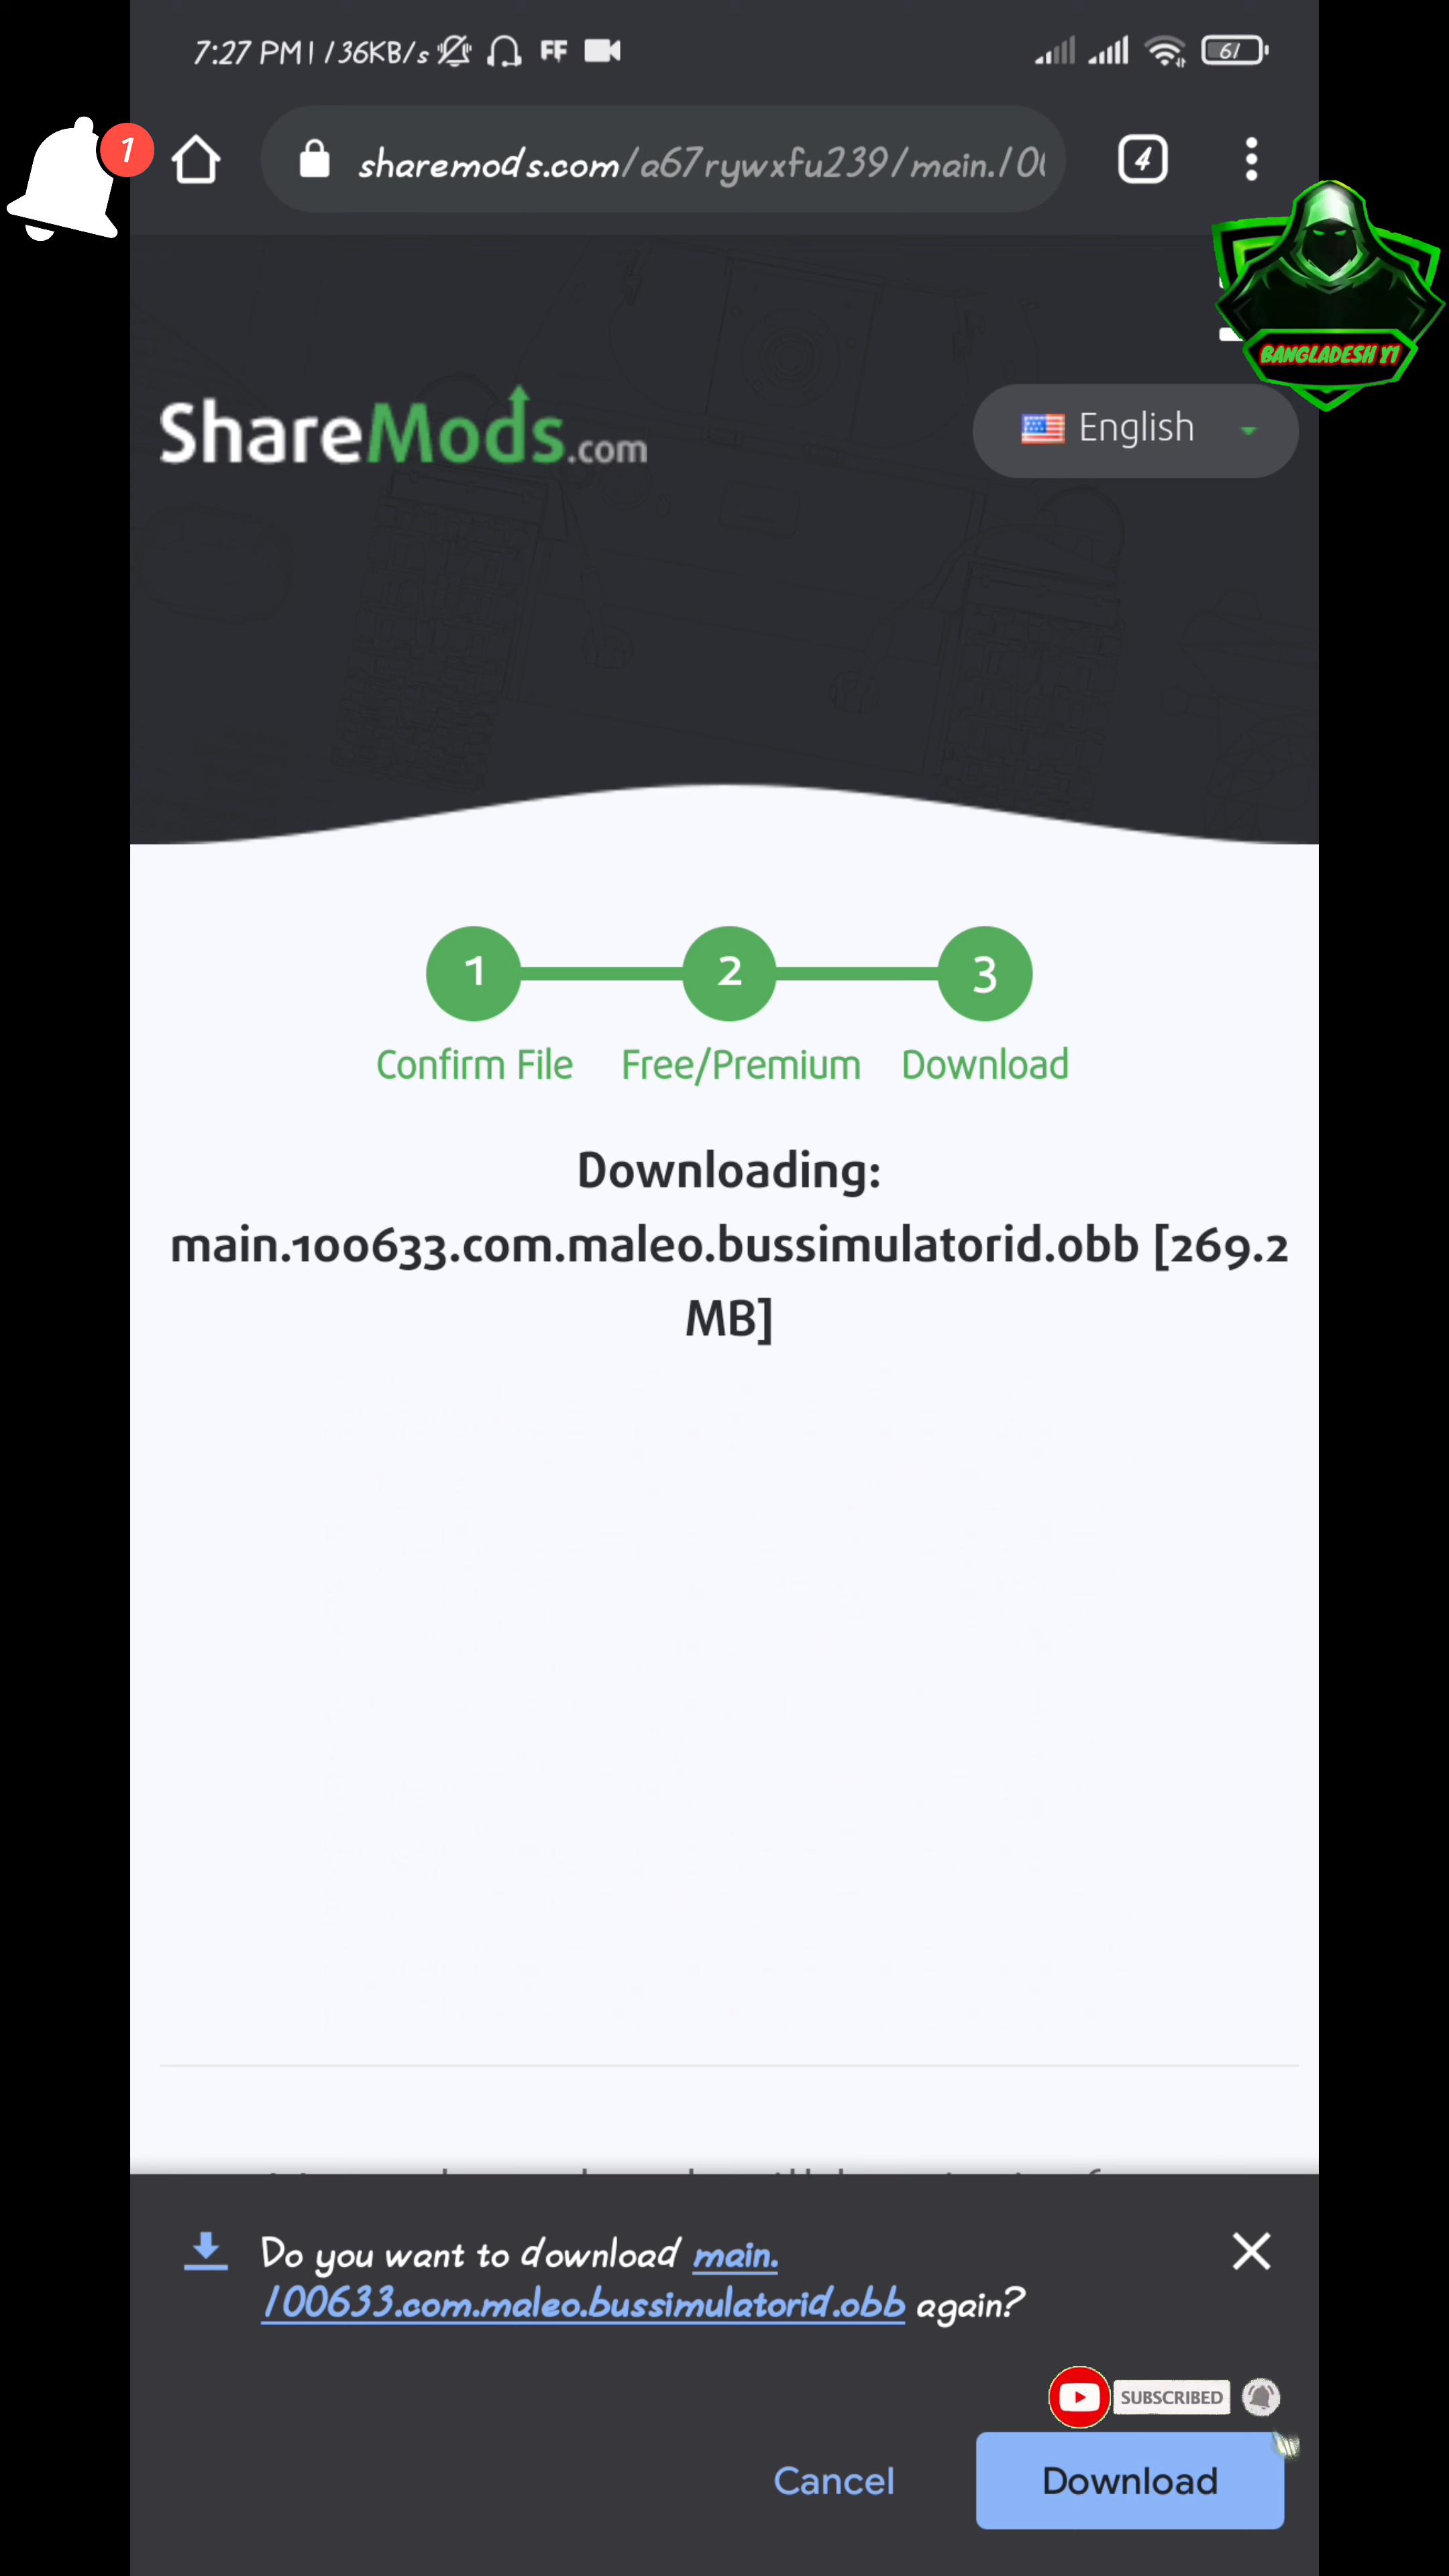 7:27 PM | 136KB/s FF 61
1 sharemods.com/a67rywxfu239/main.10 4
BANGLADESH YT
ShareMods.com
English
1 2 3
Confirm File Free/Premium Download
Downloading:
main.100633.com.maleo.bussimulatorid.obb [269.2
MB]
Do you want to download main.
100633.com.maleo.bussimulatorid.obb again?
SUBSCRIBED
Cancel Download